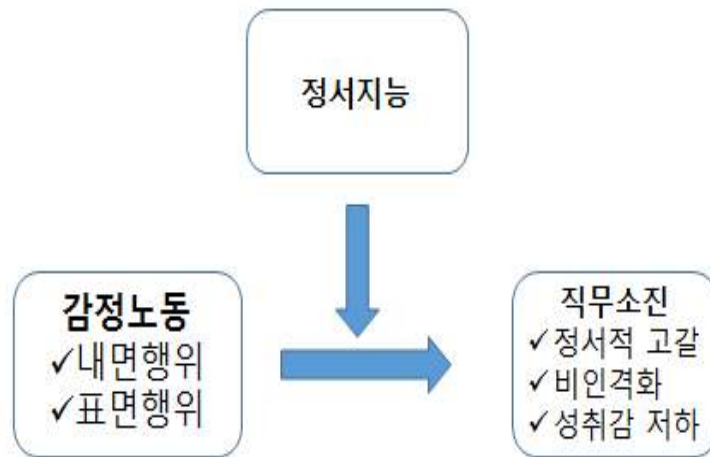 정서지능
감정노동
✓내면행위
✓표면행위
직무소진
✓정서적 고갈
✓비인격화
✓성취감 저하